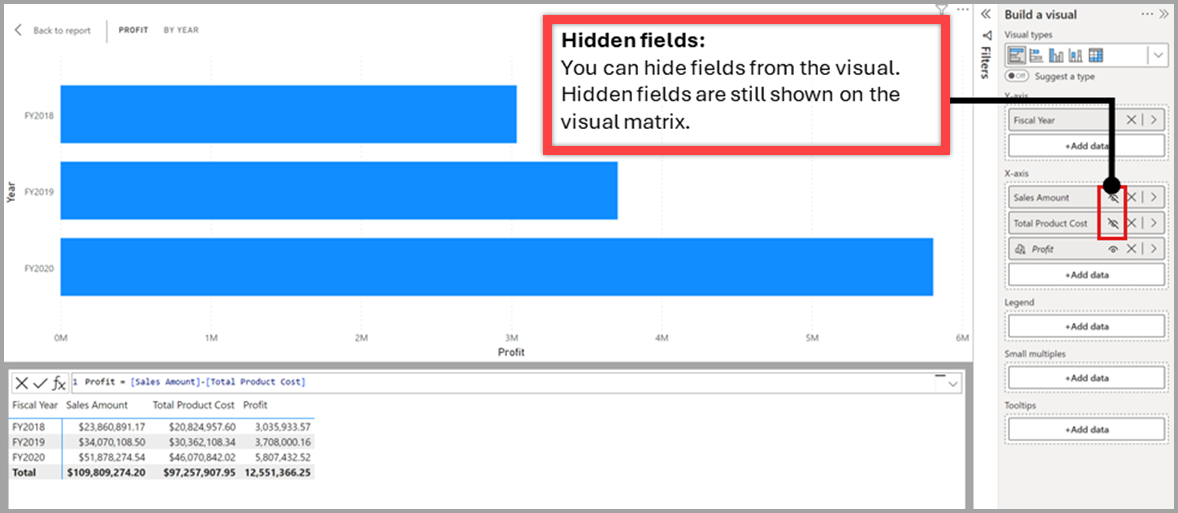 Back to report PROFIT BY YEAR
Hidden fields:
You can hide fields from the visual.
Hidden fields are still shown on the
visual matrix.
Year
FY2018
FY2019
FY2020
0M 1M 2M 3M 4M 5M 6M
Profit
1 Profit = [Sales Amount]-[Total Product Cost]
Fiscal Year Sales Amount Total Product Cost Profit
FY2018 $23,860,891.17 $20,824,957.60 3,035,933.57
FY2019 $34,070,108.50 $30,362,108.34 3,708,000.16
FY2020 $51,878,274.54 $46,070,842.02 5,807,432.52
Total $109,809,274.20 $97,257,907.95 12,551,366.25
Filters
Build a visual
Visual types
Off Suggest a type
Y-axis
Fiscal Year
+Add data
X-axis
Sales Amount
Total Product Cost
Profit
+Add data
Legend
+Add data
Small multiples
+Add data
Tooltips
+Add data